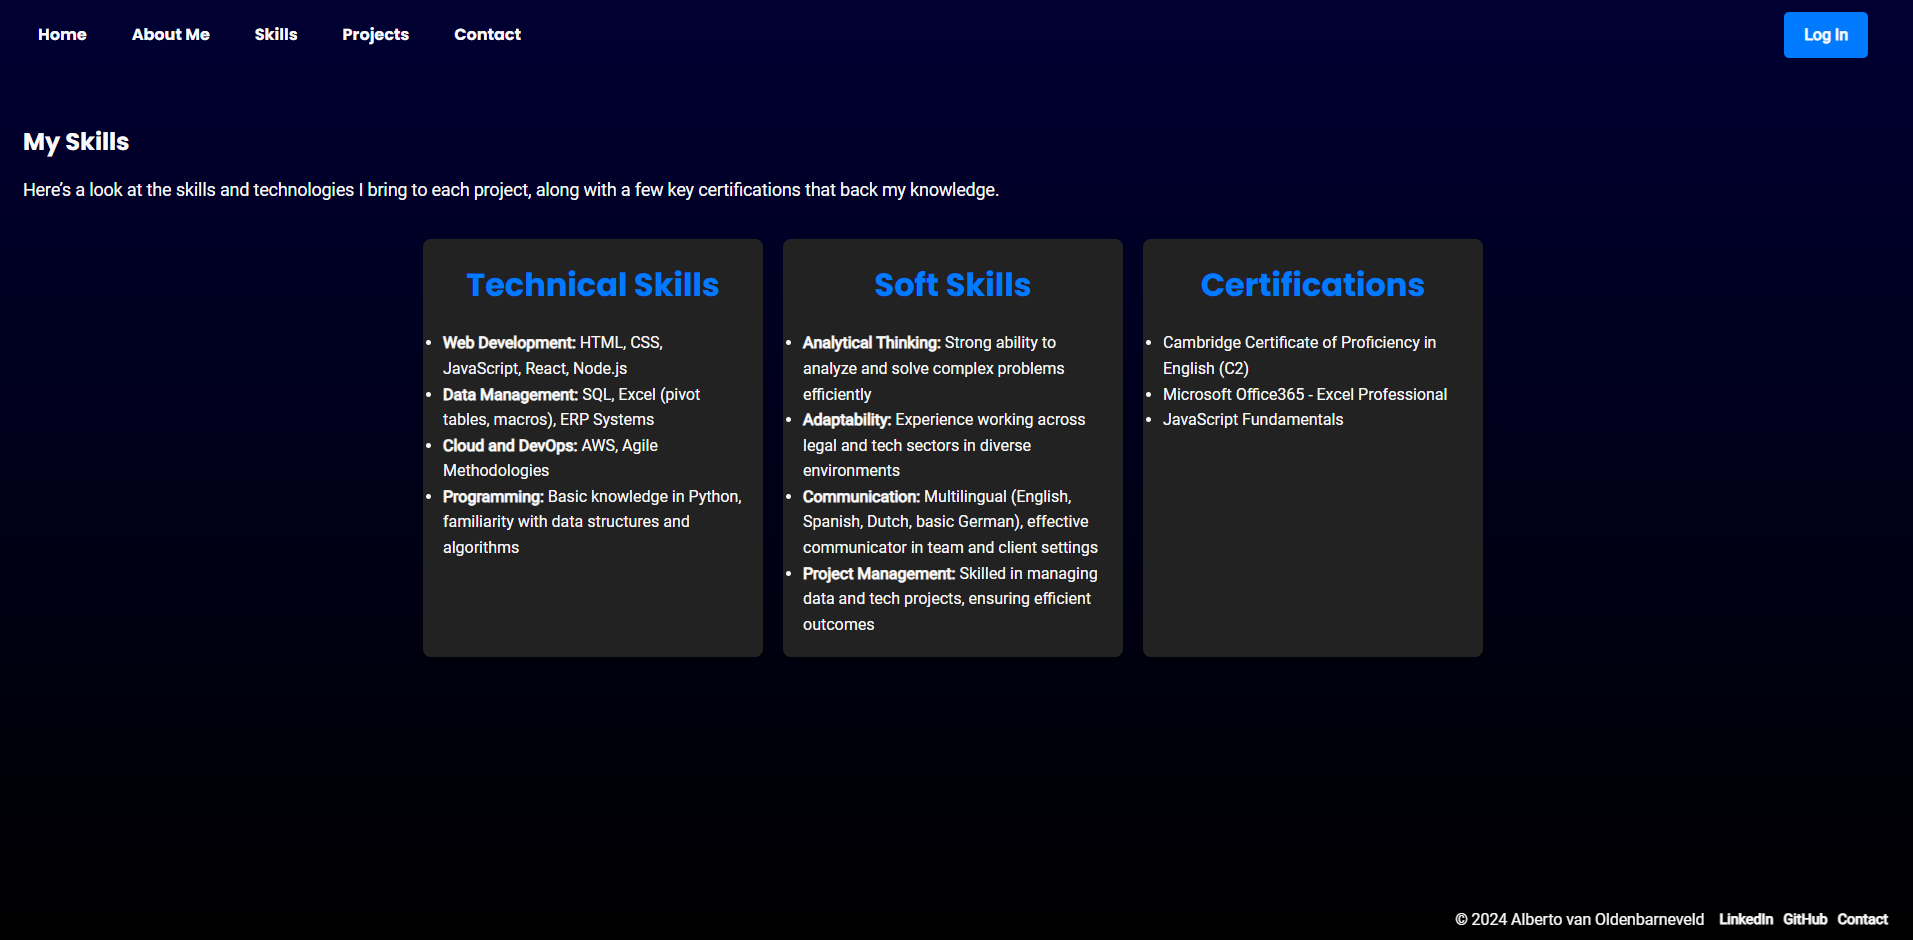 Home About Me Skills Projects Contact Log In
My Skills
Here’s a look at the skills and technologies I bring to each project, along with a few key certifications that back my knowledge.
Technical Skills
• Web Development: HTML, CSS,
JavaScript, React, Node.js
• Data Management: SQL, Excel (pivot
tables, macros), ERP Systems
• Cloud and DevOps: AWS, Agile
Methodologies
• Programming: Basic knowledge in Python,
familiarity with data structures and
algorithms
Soft Skills
• Analytical Thinking: Strong ability to
analyze and solve complex problems
efficiently
• Adaptability: Experience working across
legal and tech sectors in diverse
environments
• Communication: Multilingual (English,
Spanish, Dutch, basic German), effective
communicator in team and client settings
• Project Management: Skilled in managing
data and tech projects, ensuring efficient
outcomes
Certifications
• Cambridge Certificate of Proficiency in
English (C2)
• Microsoft Office365 - Excel Professional
• JavaScript Fundamentals
© 2024 Alberto van Oldenbarneveld LinkedIn GitHub Contact